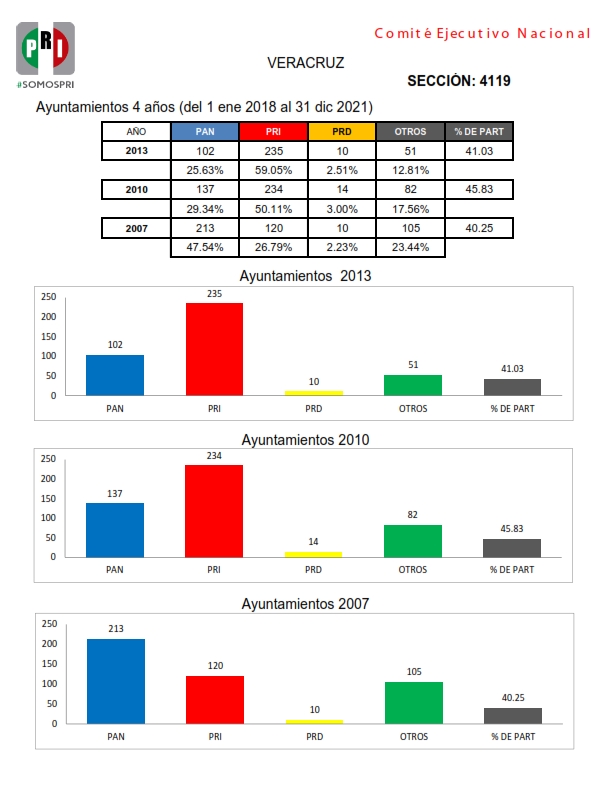 Comité Ejecutivo Nacional
PRI
#SOMOSPRI
VERACRUZ
SECCIÓN: 4119
Ayuntamientos 4 años (del 1 ene 2018 al 31 dic 2021)
AÑO PAN PRI PRD OTROS % DE PART
2013 102 235 10 51 41.03
25.63% 59.05% 2.51% 12.81%
2010 137 234 14 82 45.83
29.34% 50.11% 3.00% 17.56%
2007 213 120 10 105 40.25
47.54% 26.79% 2.23% 23.44%
Ayuntamientos 2013
250
200
150
100
50
0
102 235 10 51 41.03
PAN PRI PRD OTROS % DE PART
Ayuntamientos 2010
250
200
150
100
50
0
137 234 14 82 45.83
PAN PRI PRD OTROS % DE PART
Ayuntamientos 2007
250
200
150
100
50
0
213 120 10 105 40.25
PAN PRI PRD OTROS % DE PART